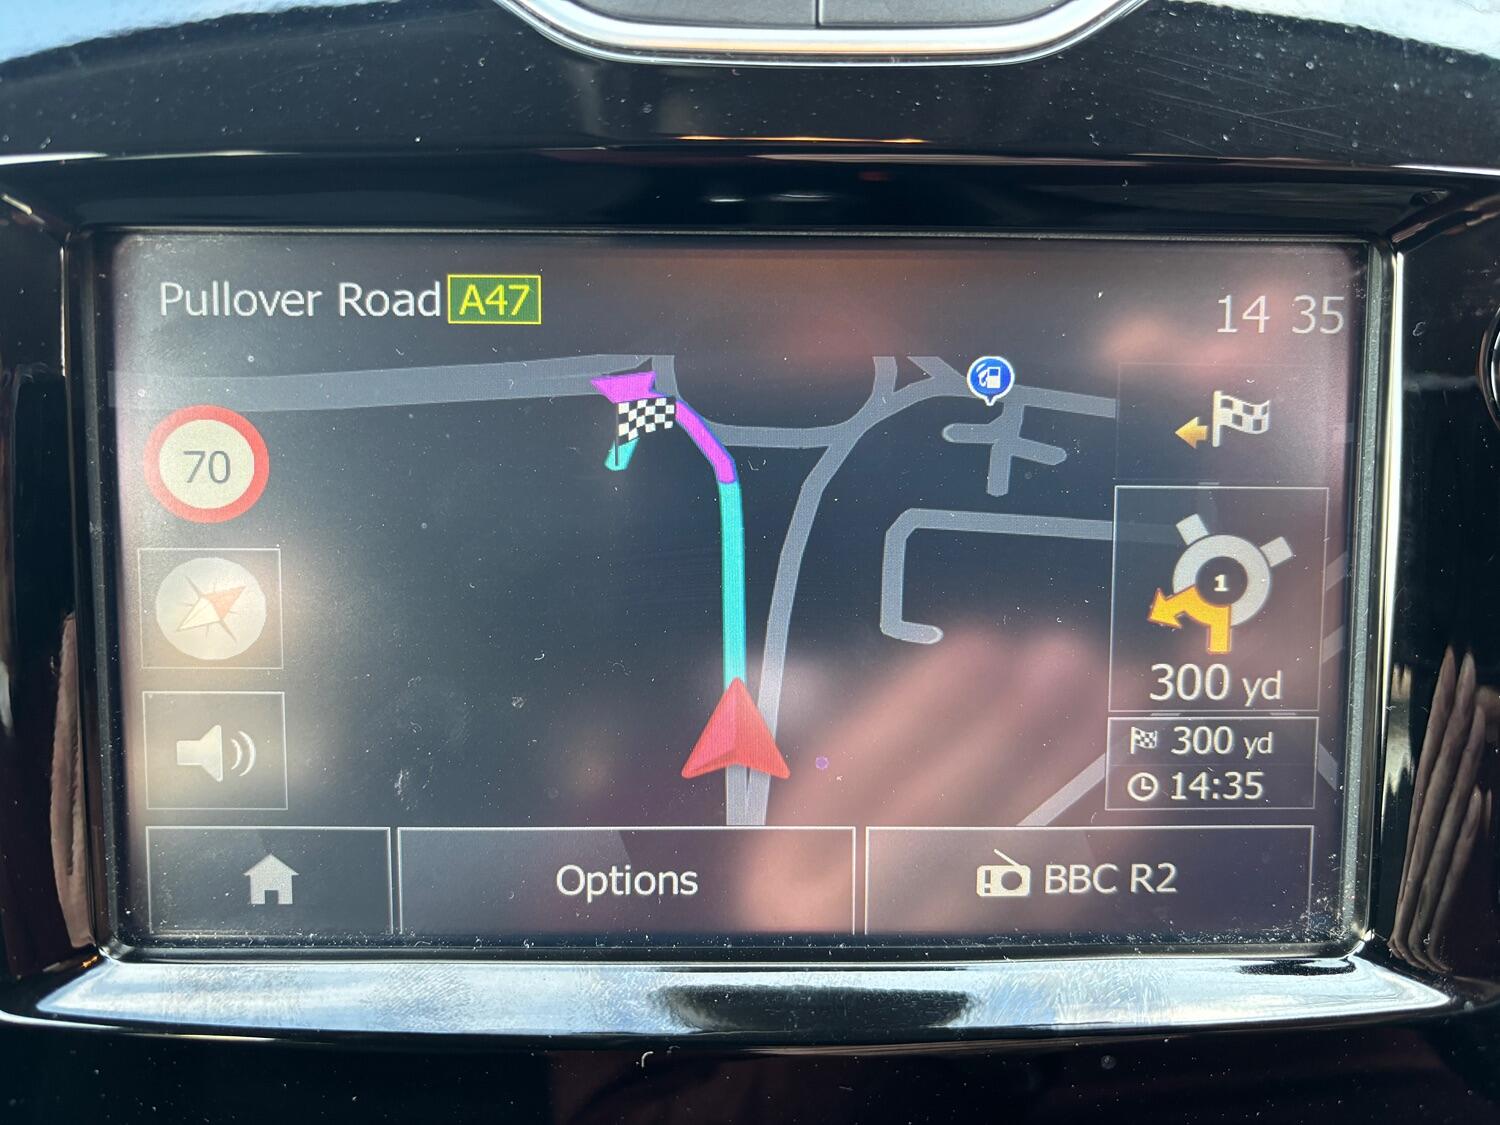 Pullover Road A47
14 35
70
1
300 yd
300 yd
14:35
Options
BBC R2